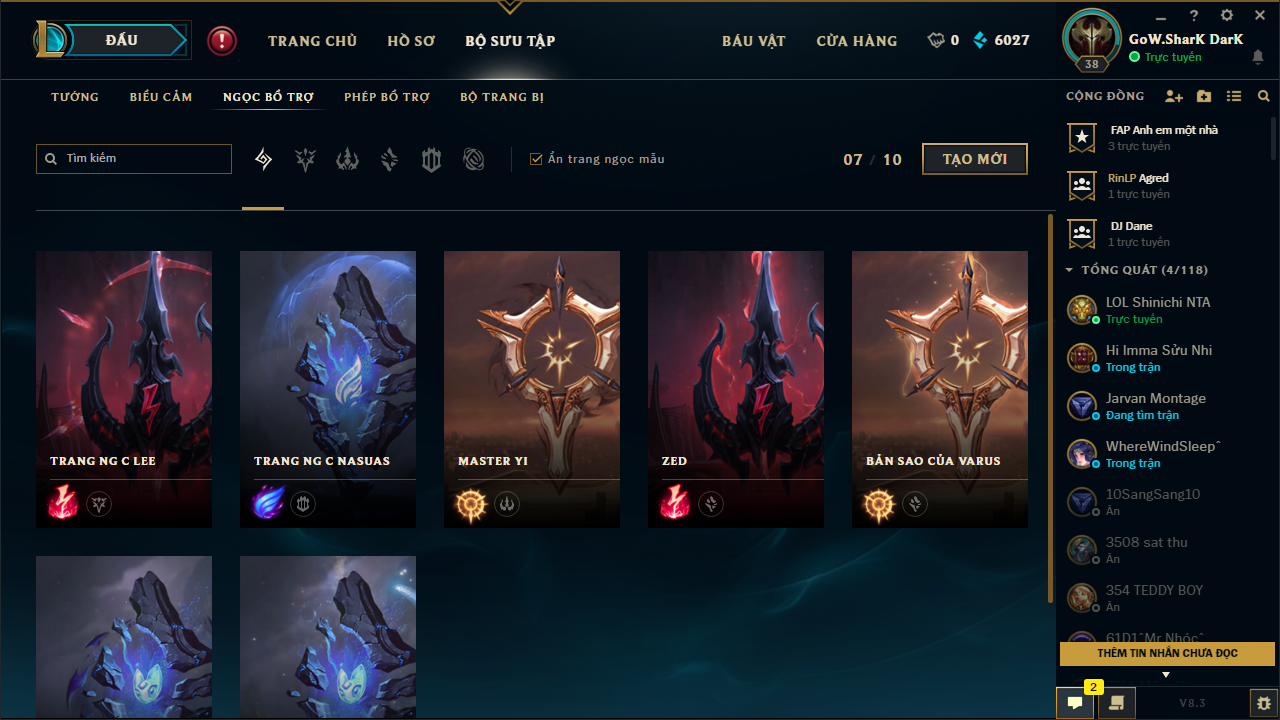 ĐẤU
!
TRANG CHỦ
HỒ SƠ
BỘ SƯU TẬP
BÁU VẬT
CỬA HÀNG
0
6027
?
GoW.SharK DarK
Trực tuyến
38
TƯỚNG
BIỂU CẢM
NGỌC BỔ TRỢ
PHÉP BỔ TRỢ
BỘ TRANG BỊ
Tìm kiếm
Ẩn trang ngọc mẫu
07 / 10
TẠO MỚI
TRANG NG C LEE
TRANG NG C NASUAS
MASTER YI
ZED
BẢN SAO CỦA VARUS
CỘNG ĐỒNG
FAP Anh em một nhà
3 trực tuyến
RinLP Agred
1 trực tuyến
DJ Dane
1 trực tuyến
TỔNG QUÁT (4/118)
LOL Shinichi NTA
Trực tuyến
Hi Imma Sửu Nhi
Trong trận
Jarvan Montage
Đang tìm trận
WhereWindSleepˆ
Trong trận
10SangSang10
Ẩn
3508 sat thu
Ẩn
354 TEDDY BOY
Ẩn
61D1ˆMr Nhócˆ
THÊM TIN NHẮN CHƯA ĐỌC
2
V8.3